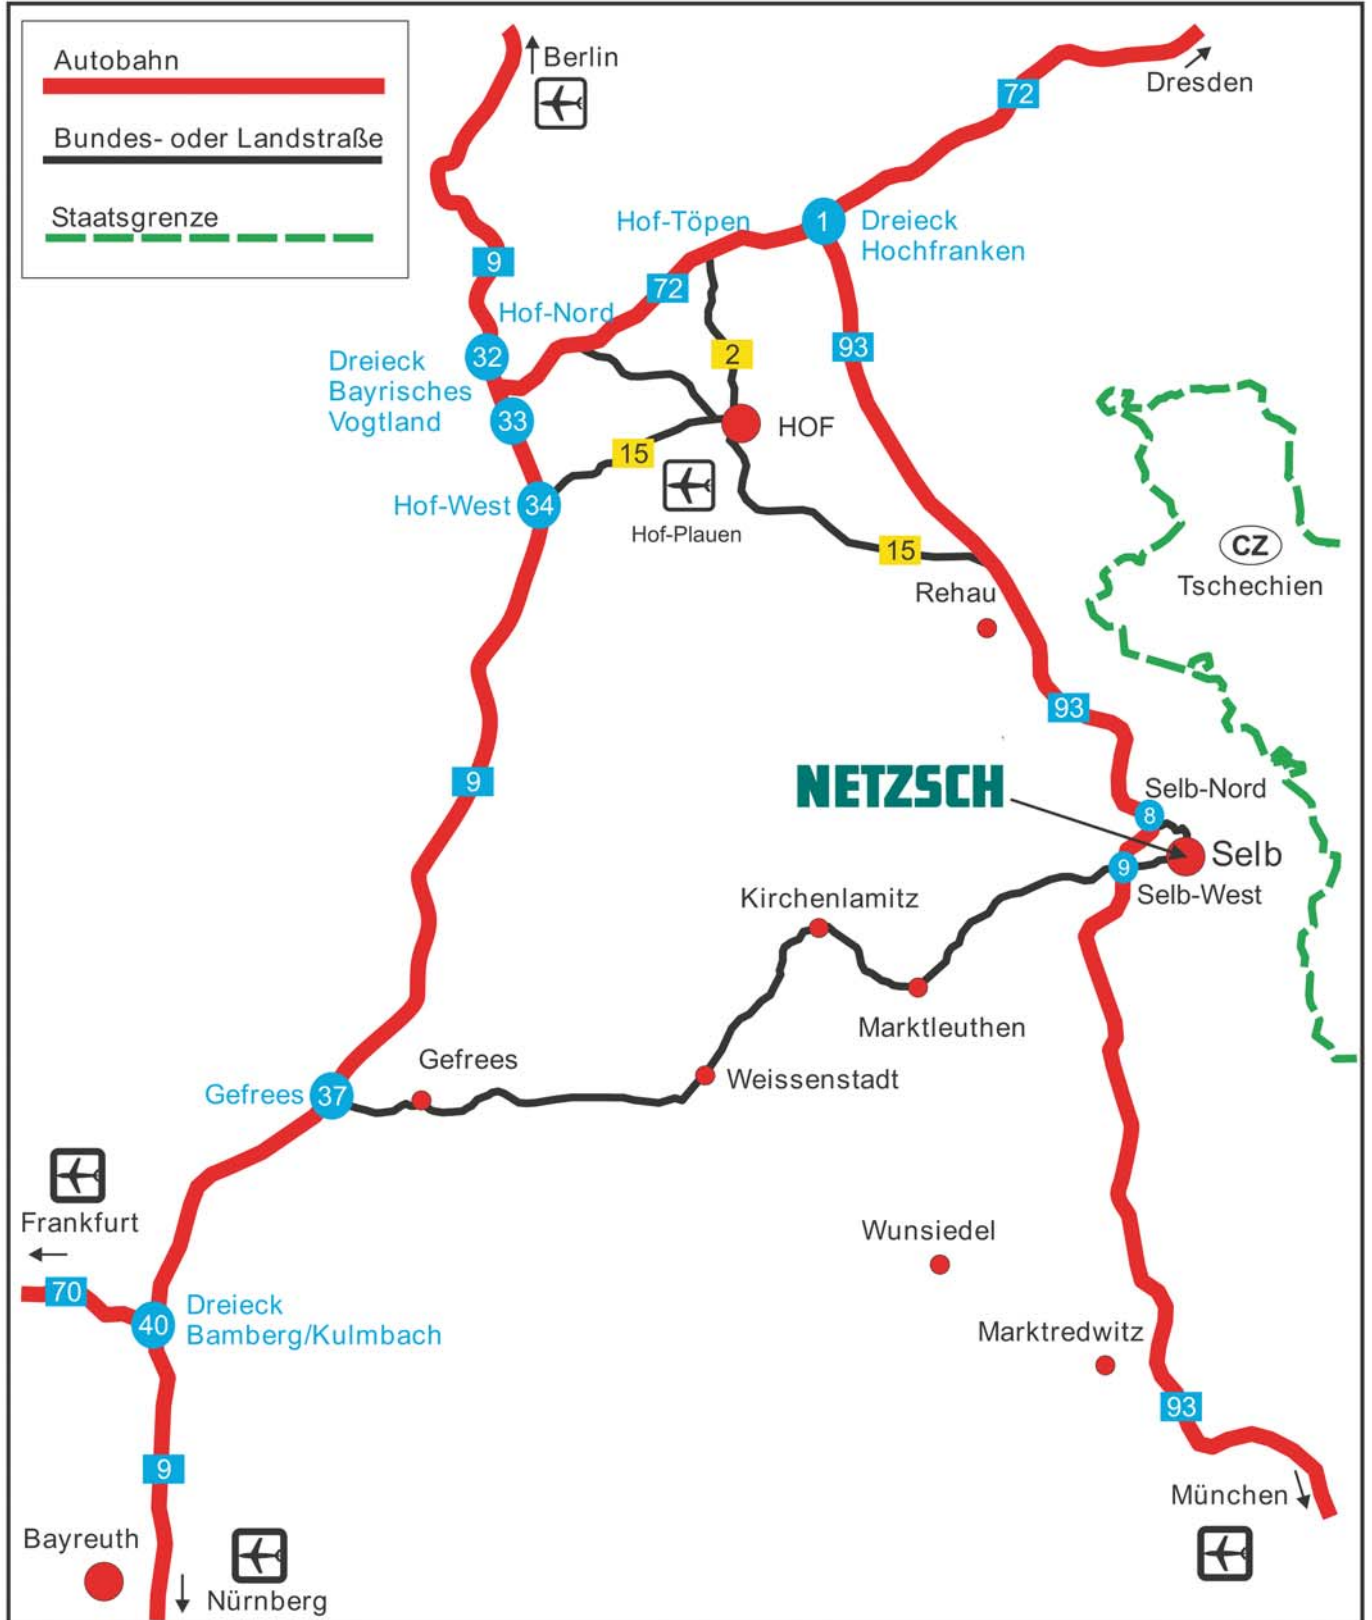 Autobahn
Bundes- oder Landstraße
Staatsgrenze
Berlin
Dresden
72
Hof-Töpen
1
Dreieck
Hochfranken
9
72
Hof-Nord
32
Dreieck
Bayrisches
Vogtland
33
2
93
HOF
15
Hof-West
34
Hof-Plauen
15
CZ
Tschechien
Rehau
93
9
NETZSCH
Selb-Nord
8
Selb
9
Selb-West
Kirchenlamitz
Marktleuthen
Gefrees
Weissenstadt
Gefrees
37
Frankfurt
70
40
Dreieck
Bamberg/Kulmbach
Wunsiedel
Marktredwitz
93
9
München
Bayreuth
Nürnberg